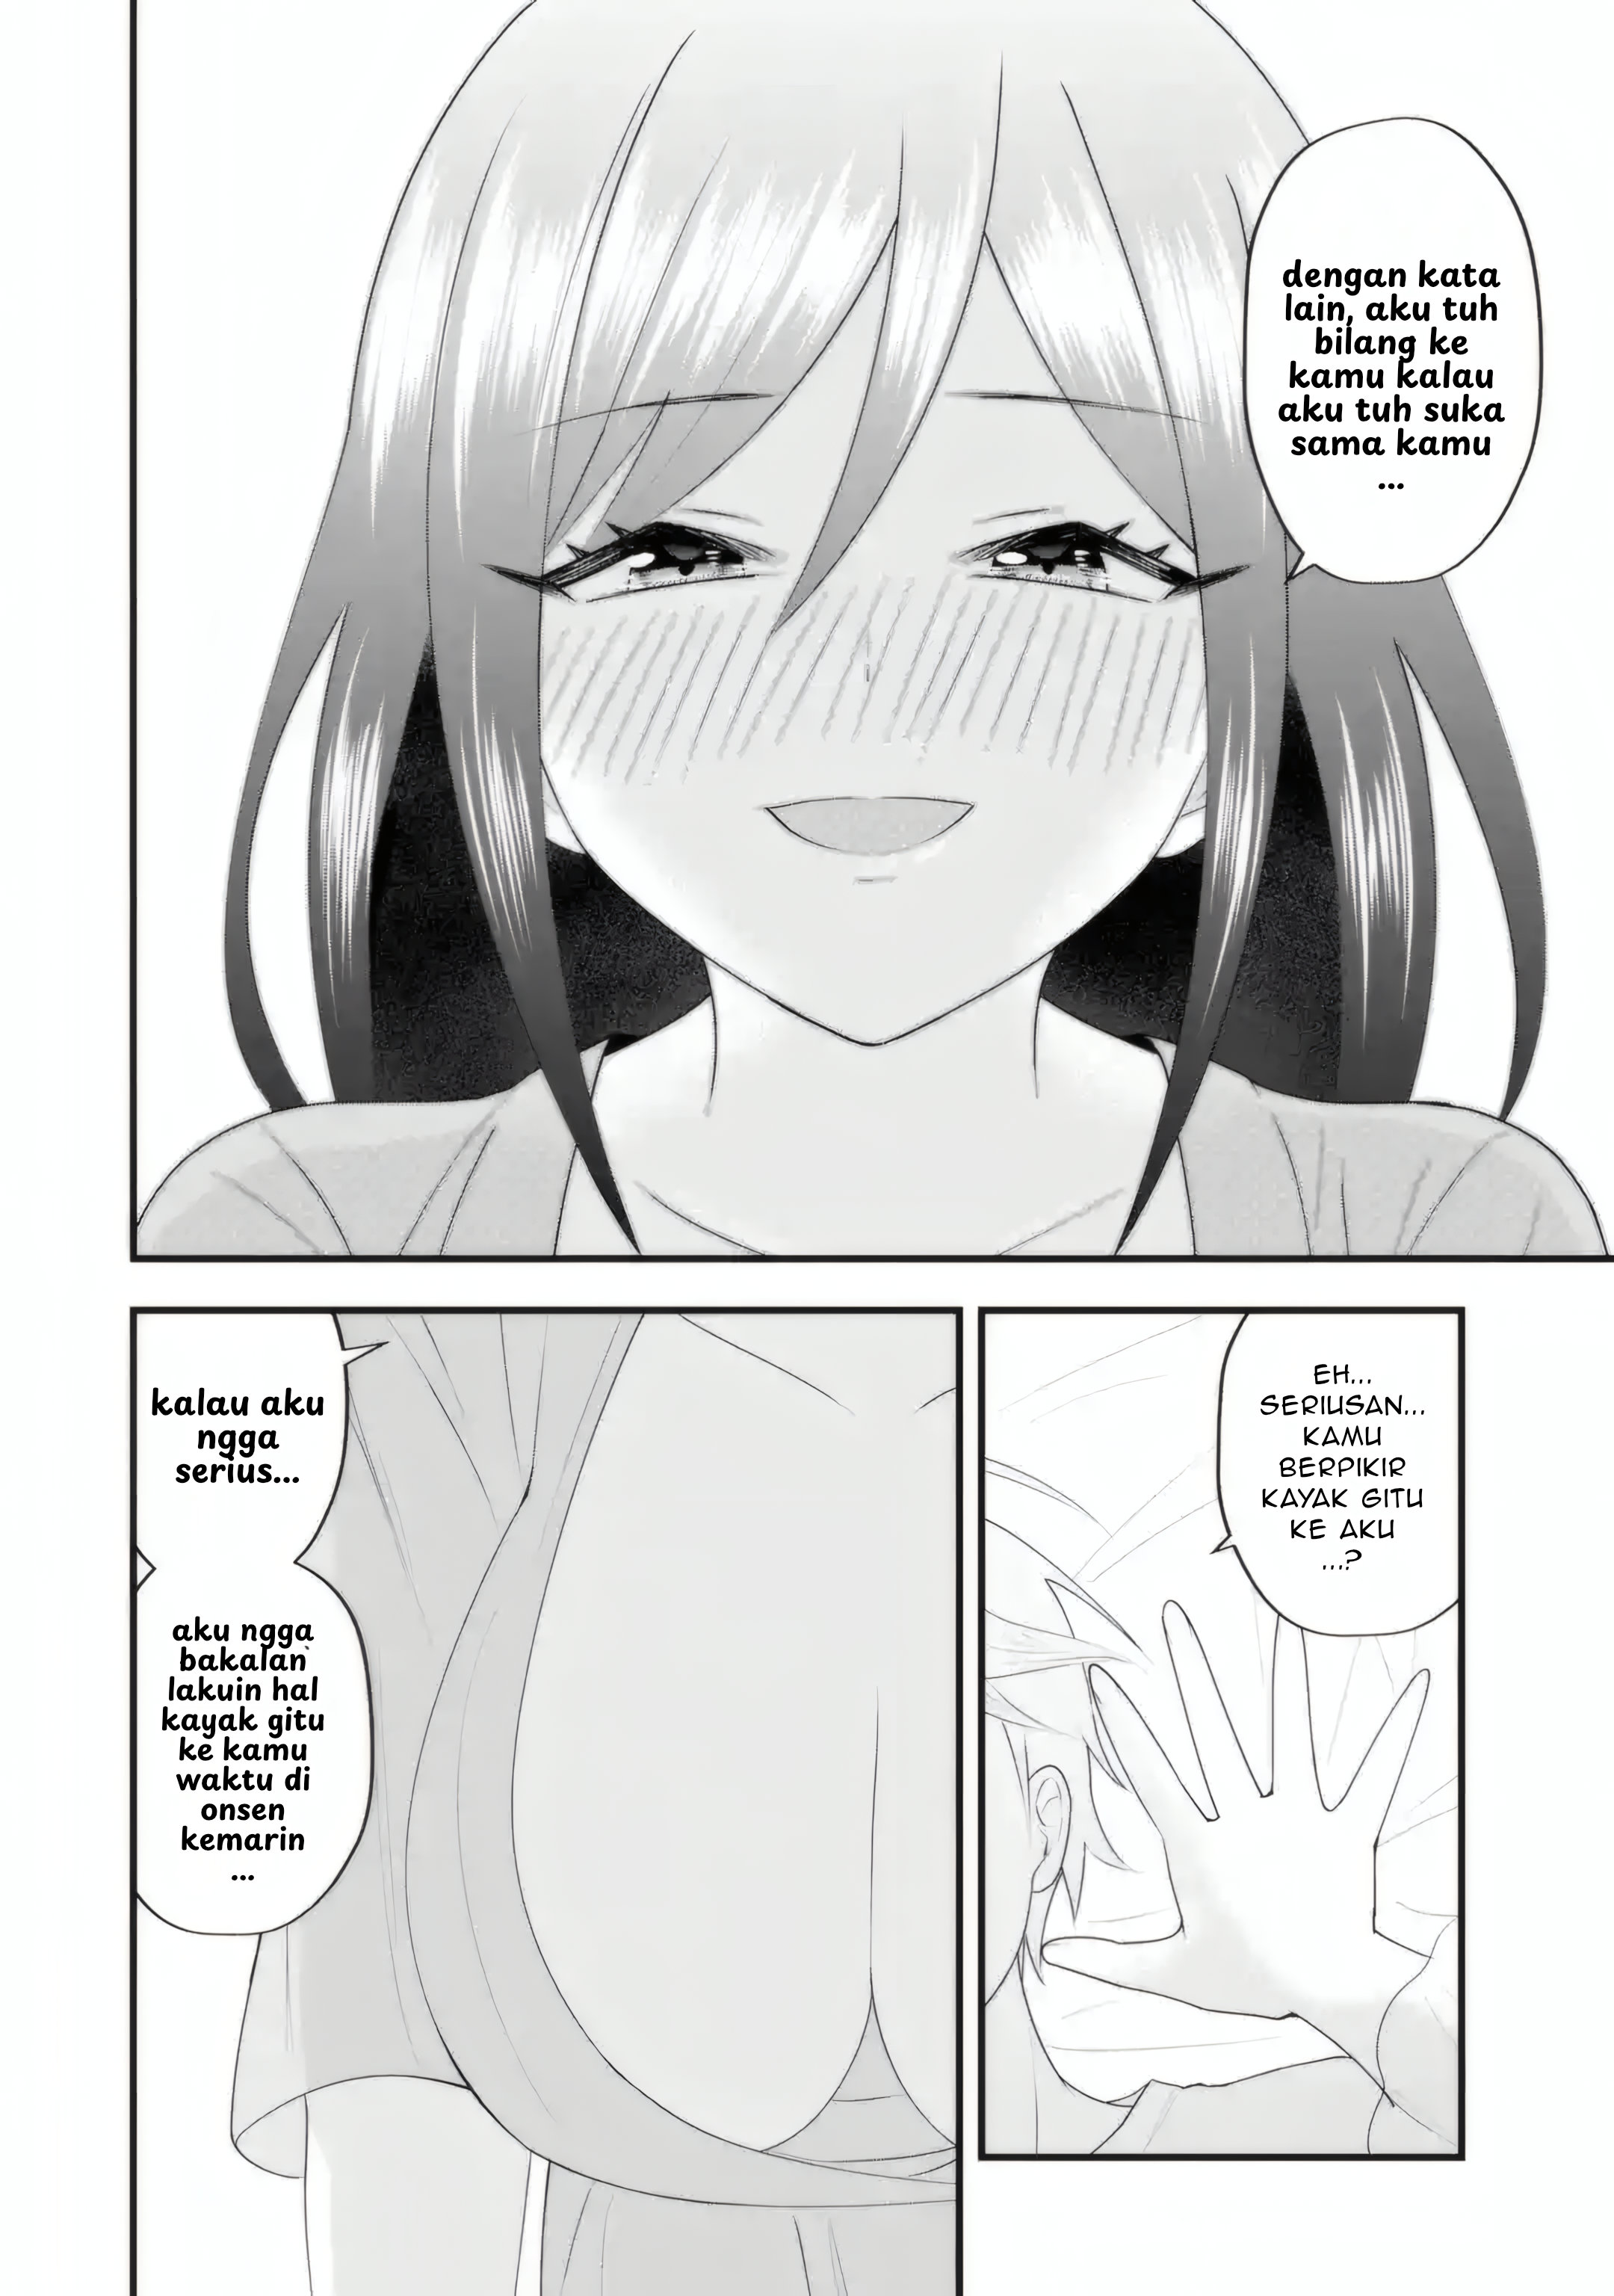 dengan kata
lain, aku tuh
bilang ke
kamu kalau
aku tuh suka
sama kamu
...
EH...
SERIUSAN...
KAMU
BERPIKIR
KAYAK GITU
KE AKU
...?
kalau aku
ngga
serius...
aku ngga
bakalan
lakuin hal
kayak gitu
ke kamu
waktu di
onsen
kemarin
...